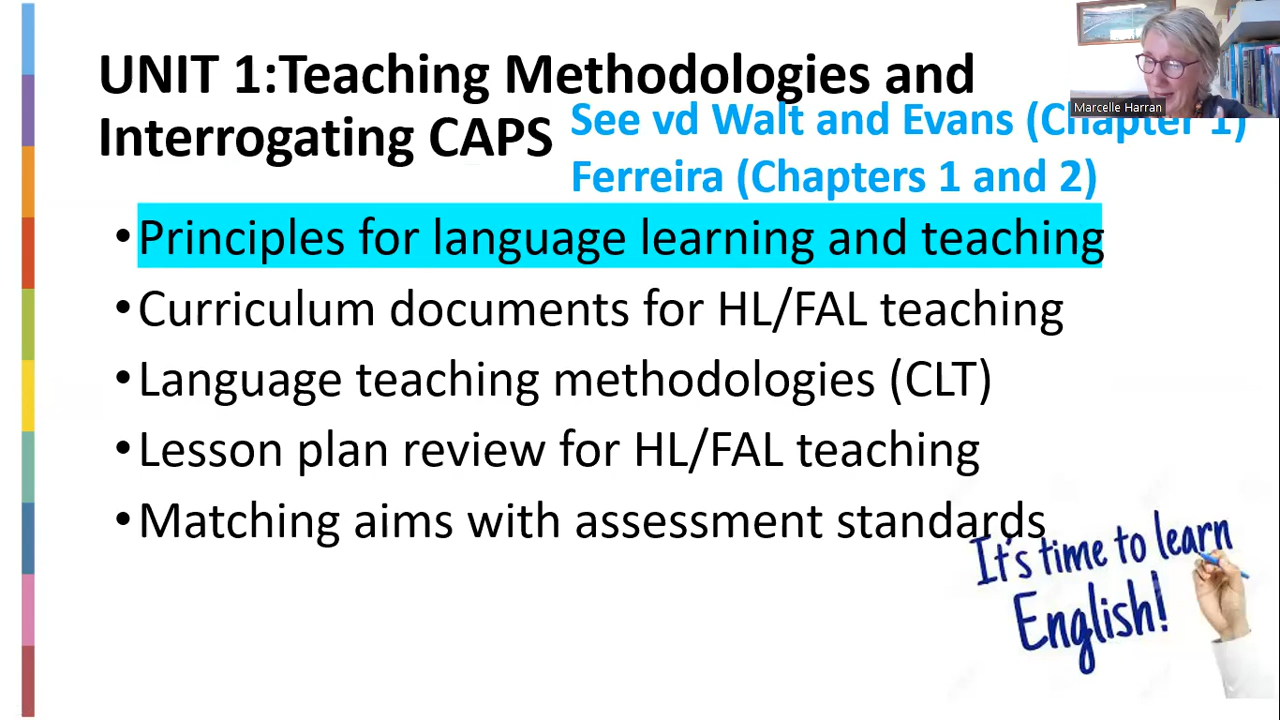 UNIT 1:Teaching Methodologies and
Interrogating CAPS
See vd Walt and Evans (Chapter 1)
Ferreira (Chapters 1 and 2)
Marcelle Harran
•Principles for language learning and teaching
•Curriculum documents for HL/FAL teaching
•Language teaching methodologies (CLT)
•Lesson plan review for HL/FAL teaching
•Matching aims with assessment standards
It's time to learn
English!